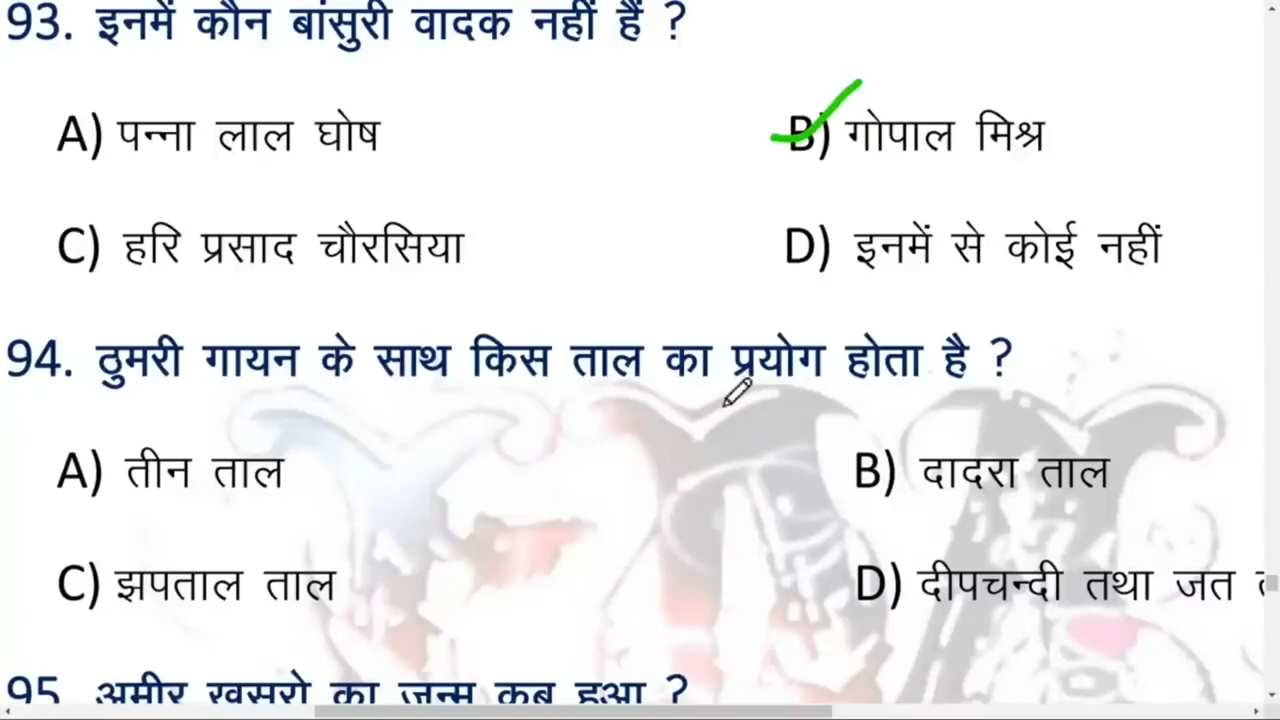 93. इनमें कौन बांसुरी वादक नहीं हैं ?
A) पन्ना लाल घोष B) गोपाल मिश्र
C) हरि प्रसाद चौरसिया D) इनमें से कोई नहीं
94. ठुमरी गायन के साथ किस ताल का प्रयोग होता है ?
A) तीन ताल B) दादरा ताल
C) झपताल ताल D) दीपचन्दी तथा जत
95 अमीर खुसरो का जन्म कब हुआ ?